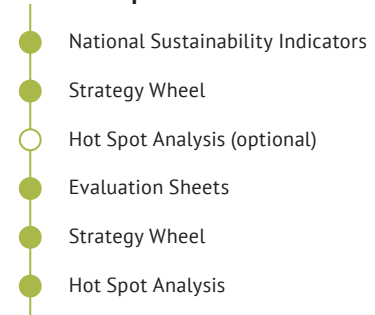 National Sustainability Indicators
Strategy Wheel
Hot Spot Analysis (optional)
Evaluation Sheets
Strategy Wheel
Hot Spot Analysis